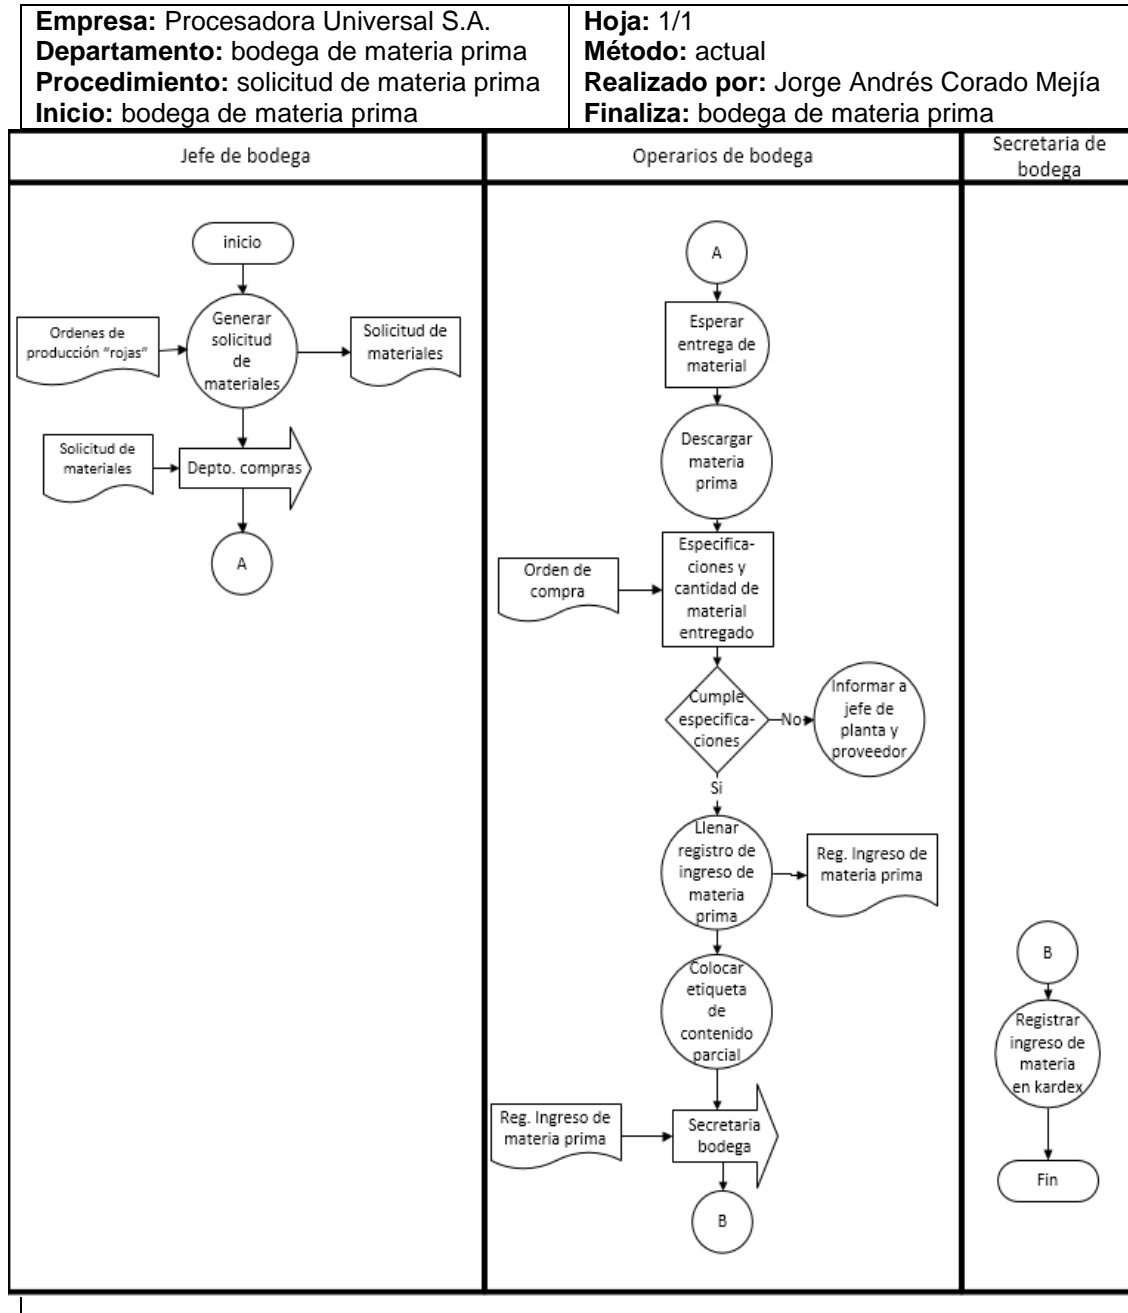 Empresa: Procesadora Universal S.A.
Departamento: bodega de materia prima
Procedimiento: solicitud de materia prima
Inicio: bodega de materia prima
Hoja: 1/1
Método: actual
Realizado por: Jorge Andrés Corado Mejía
Finaliza: bodega de materia prima
Jefe de bodega
Operarios de bodega
Secretaria de
bodega
inicio
Ordenes de
producción “rojas”
Generar
solicitud
de
materiales
Solicitud de
materiales
Solicitud de
materiales
Depto. compras
A
A
Esperar
entrega de
material
Descargar
materia
prima
Orden de
compra
Especifica-
ciones y
cantidad de
material
entregado
Cumple
especifica-
ciones
No
Informar a
jefe de
planta y
proveedor
Si
Llenar
registro de
ingreso de
materia
prima
Reg. Ingreso de
materia prima
Colocar
etiqueta
de
contenido
parcial
Reg. Ingreso de
materia prima
Secretaria
bodega
B
B
Registrar
ingreso de
materia
en kardex
Fin